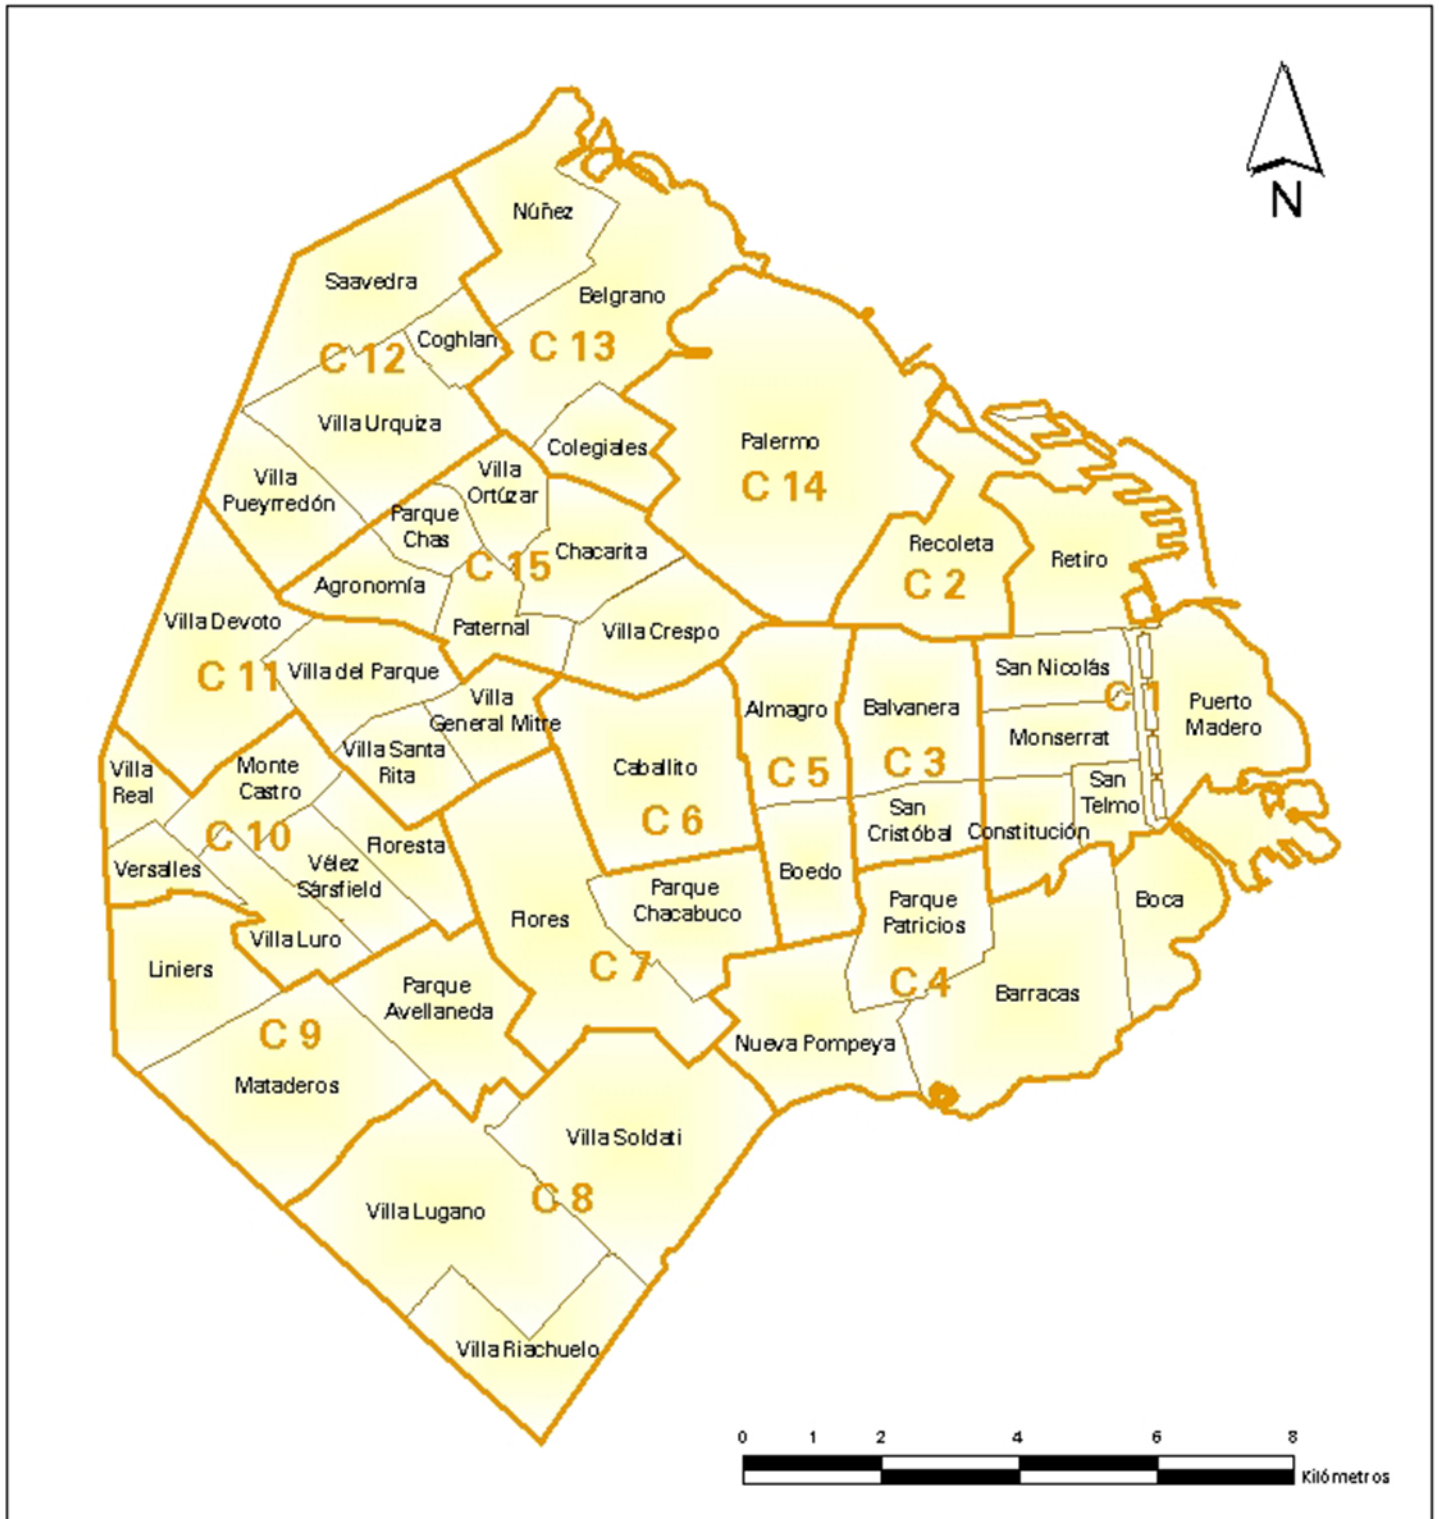 N
Núñez
Saavedra
Belgrano
Coghlan
C 13
C 12
Villa Urquiza
Colegiales
Palermo
C 14
Villa
Pueyrredón
Villa
Ortúzar
Parque
Chas
Chacarita
C 15
Recoleta
C 2
Retiro
Agronomía
Villa Devoto
Paternal
Villa Crespo
C 11
Villa del Parque
San Nicolás
C 1
Puerto
Madero
Villa
General Mitre
Almagro
Balvanera
Monserrat
Villa Santa
Rita
Villa
Real
Monte
Castro
Caballito
C 5
C 3
San
Telmo
C 6
San
Cristóbal
Constitución
C 10
Floresta
Versalles
Vélez
Sársfield
Boedo
Parque
Chacabuco
Parque
Patricios
Boca
Flores
Villa Luro
Liniers
C 7
C 4
Barracas
Parque
Avellaneda
C 9
Nueva Pompeya
Mataderos
Villa Soldati
C 8
Villa Lugano
Villa Riachuelo
0 1 2 4 6 8
Kilómetros